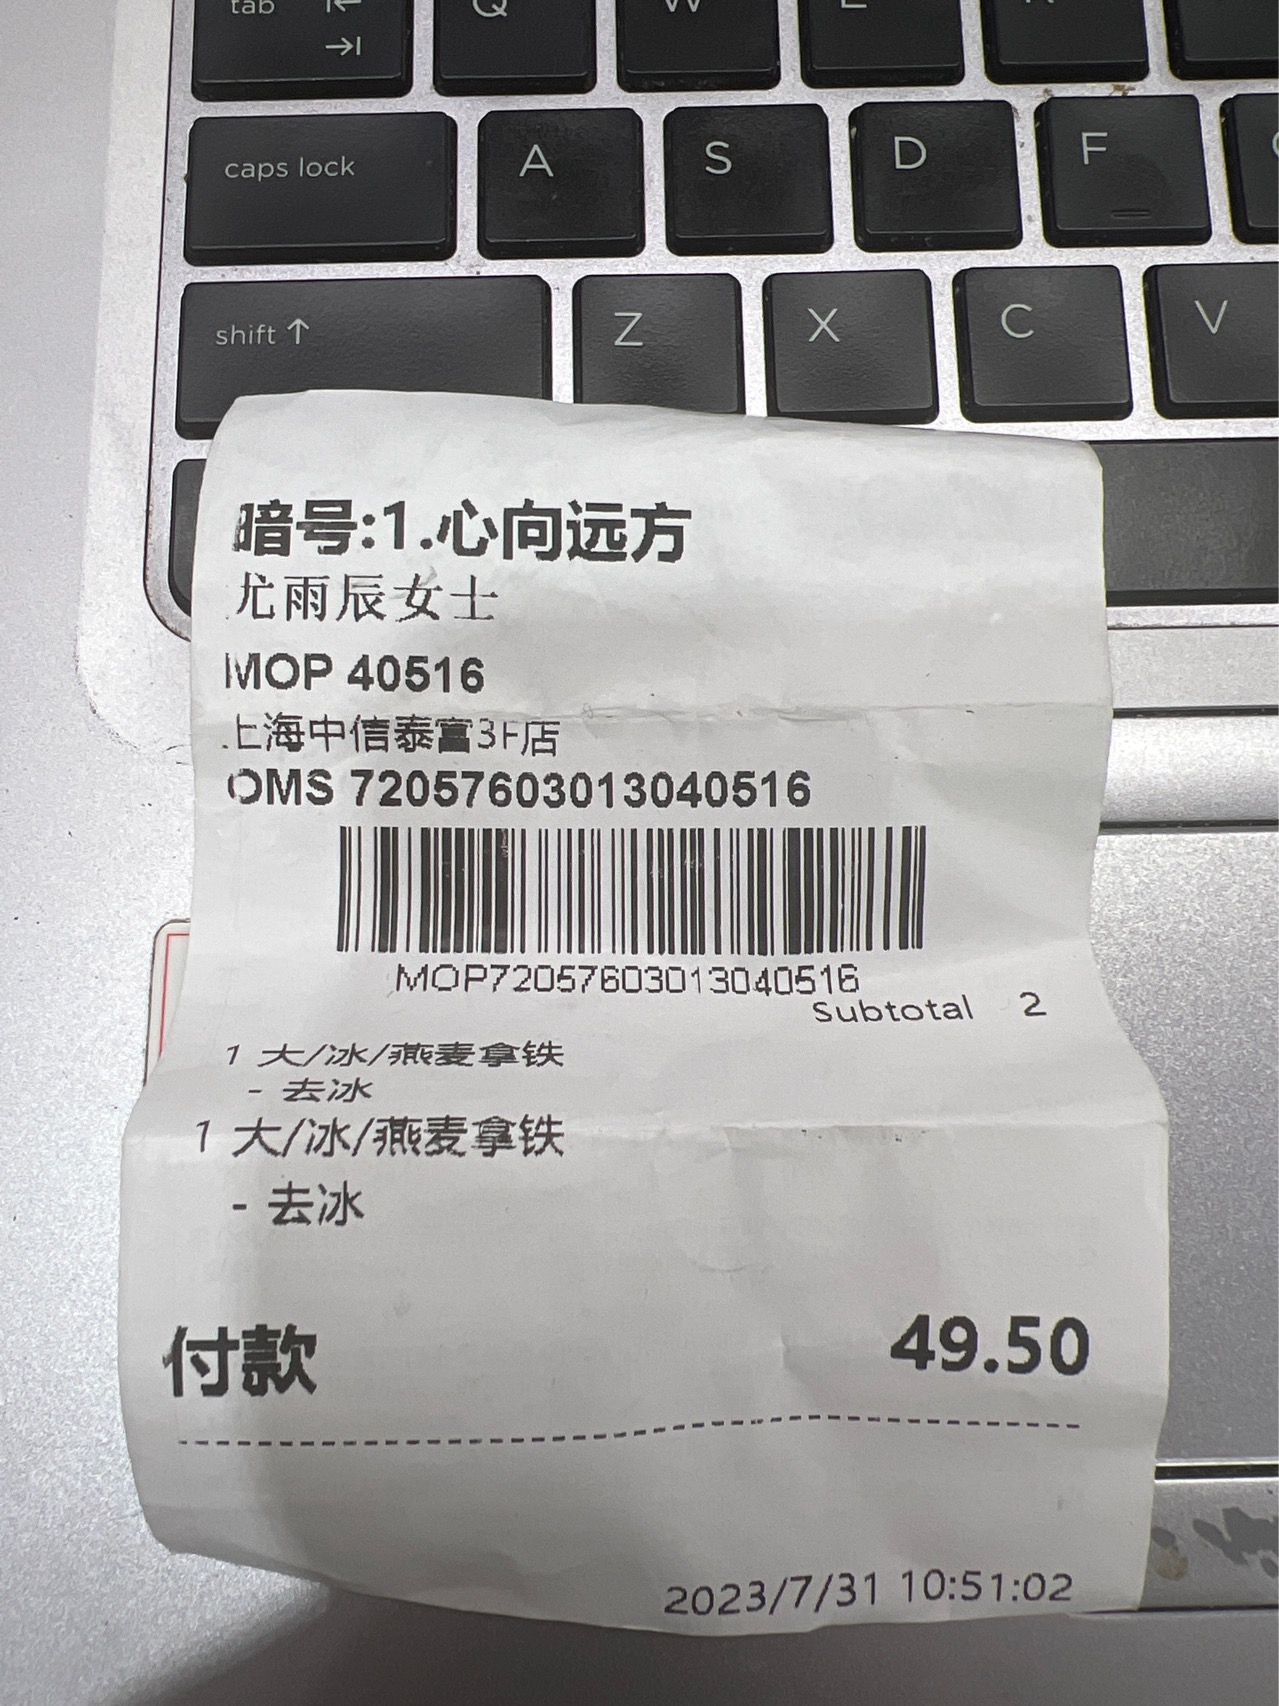 tab
Q W E R
caps lock A S D F
shift ↑ Z X C V
暗号:1.心向远方
尤雨辰女士
MOP 40516
上海中信泰富3F店
OMS 72057603013040516
MOP72057603013040516
Subtotal 2
1 大/冰/燕麦拿铁
- 去冰
1 大/冰/燕麦拿铁
- 去冰
付款 49.50
2023/7/31 10:51:02